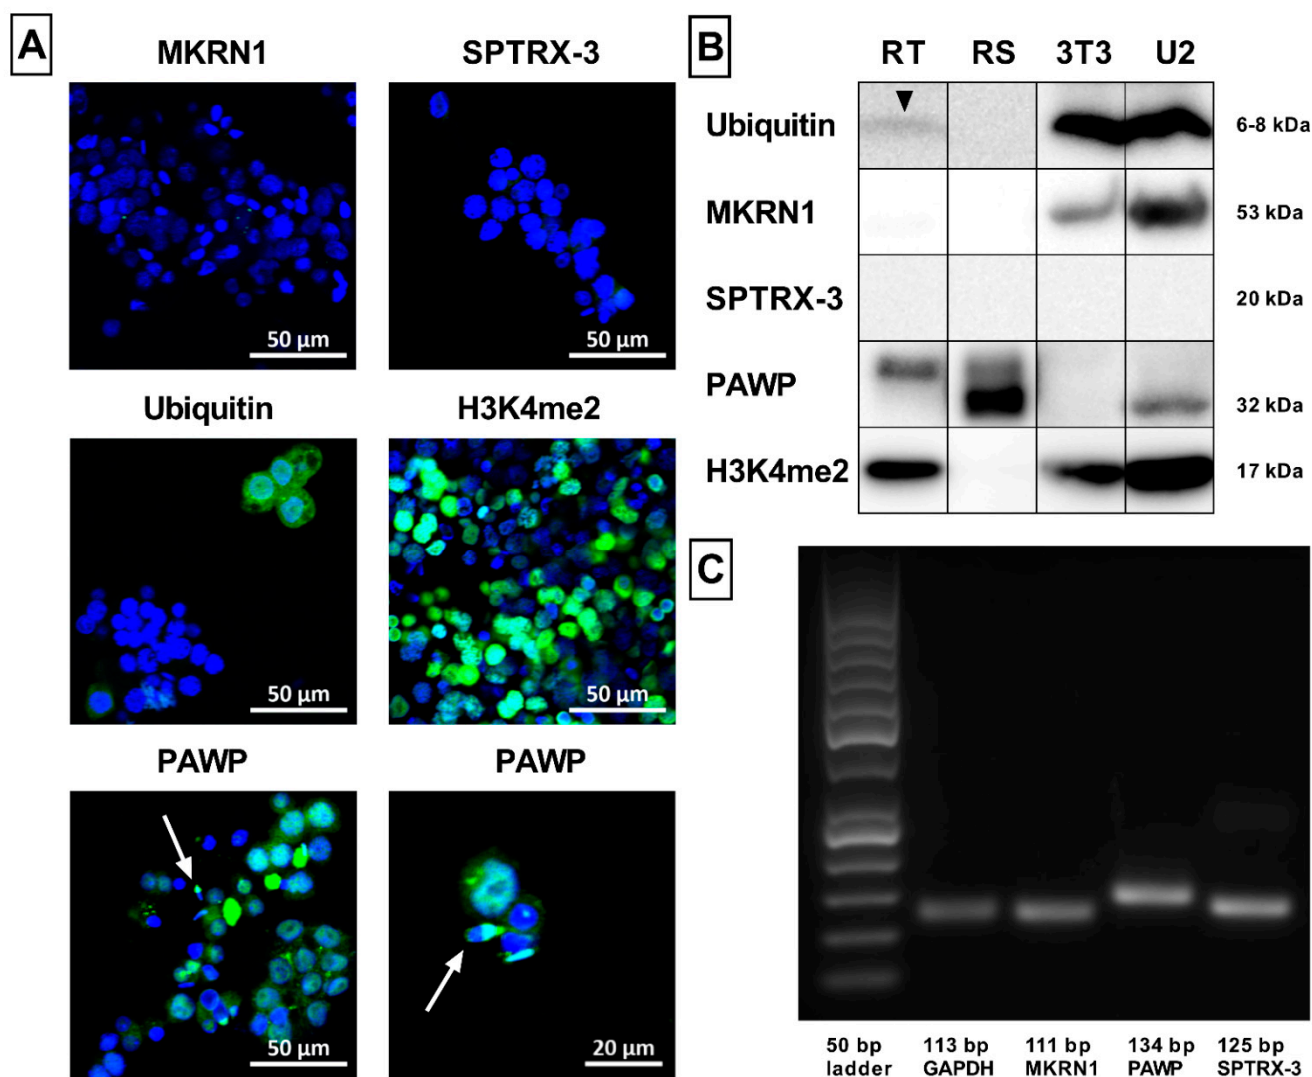 A
MKRN1
SPTRX-3
50 µm
50 µm
Ubiquitin
H3K4me2
50 µm
50 µm
PAWP
PAWP
50 µm
20 µm
B
RT RS 3T3 U2
Ubiquitin 6-8 kDa
MKRN1 53 kDa
SPTRX-3 20 kDa
PAWP 32 kDa
H3K4me2 17 kDa
C
50 bp 113 bp 111 bp 134 bp 125 bp
ladder GAPDH MKRN1 PAWP SPTRX-3